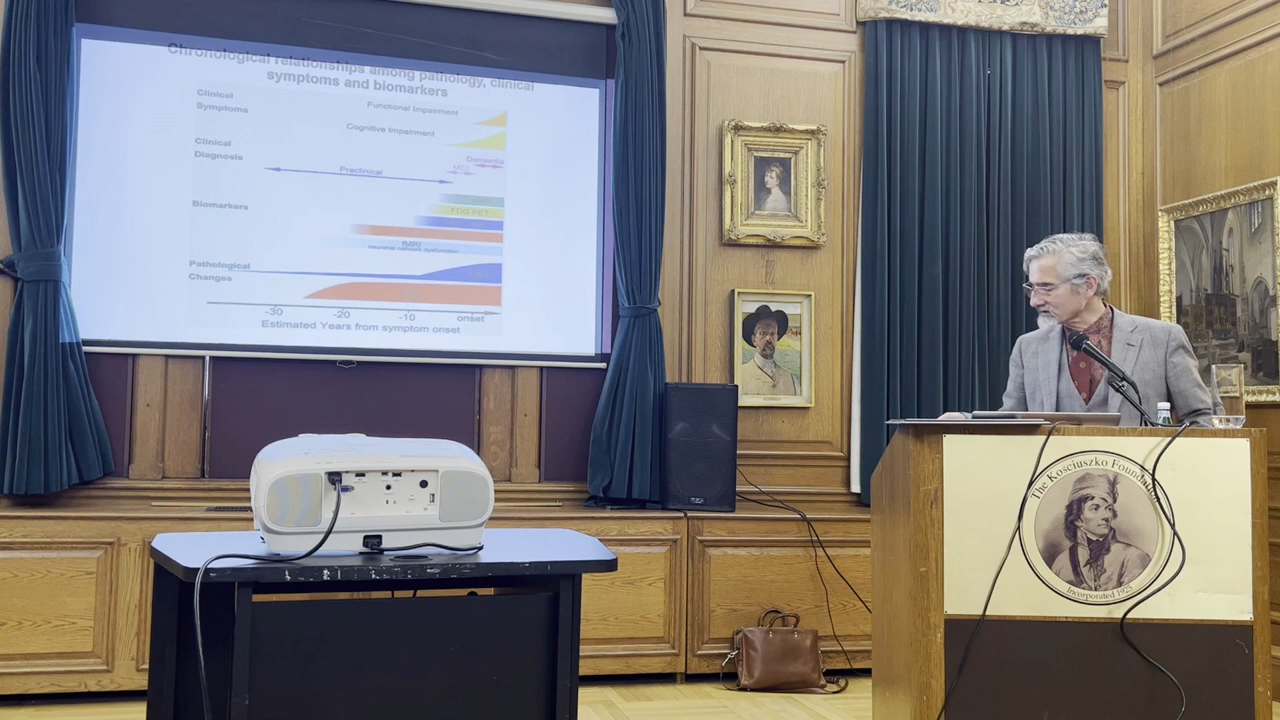 Chronological relationships among pathology, clinical
symptoms and biomarkers
Clinical
Symptoms
Functional Impairment
Cognitive Impairment
Clinical
Diagnosis
Dementia
MCI
Preclinical
Biomarkers
FDG PET
fMRI
neuronal network dysfunction
Pathological
Changes
-30
-20
-10
onset
Estimated Years from symptom onset
The Kosciuszko Foundation
Incorporated 1925